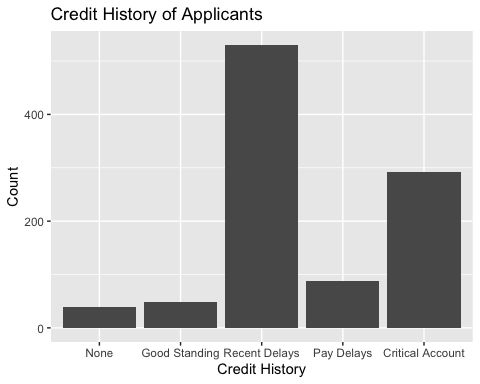 Credit History of Applicants
Count
400
200
0
None Good Standing Recent Delays Pay Delays Critical Account
Credit History